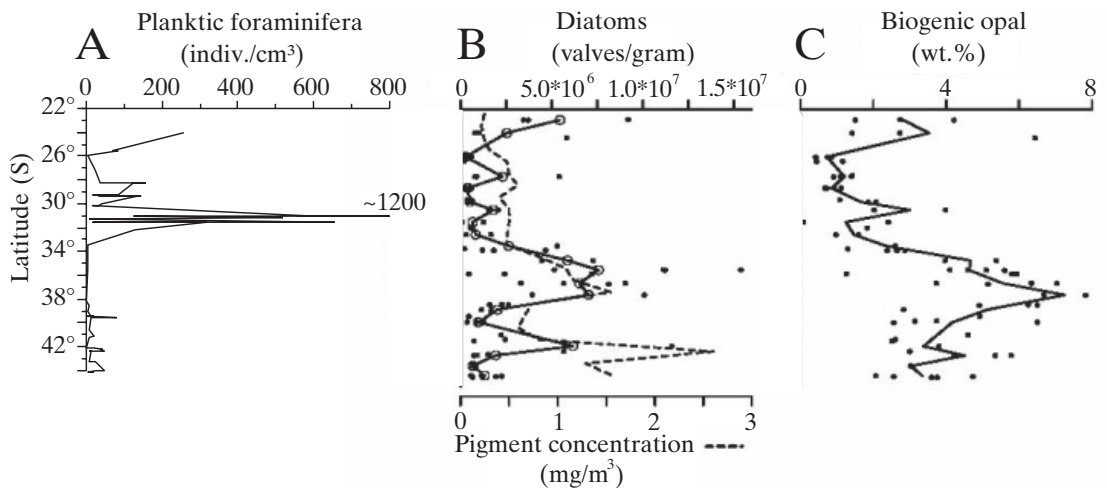 A
Planktic foraminifera
(indiv./cm³)
0 200 400 600 800
Latitude (S)
22°
26°
30°
34°
38°
42°
~1200
B
Diatoms
(valves/gram)
0 5.0*10⁶ 1.0*10⁷ 1.5*10⁷
0 1 2 3
Pigment concentration
(mg/m³)
C
Biogenic opal
(wt.%)
0 4 8